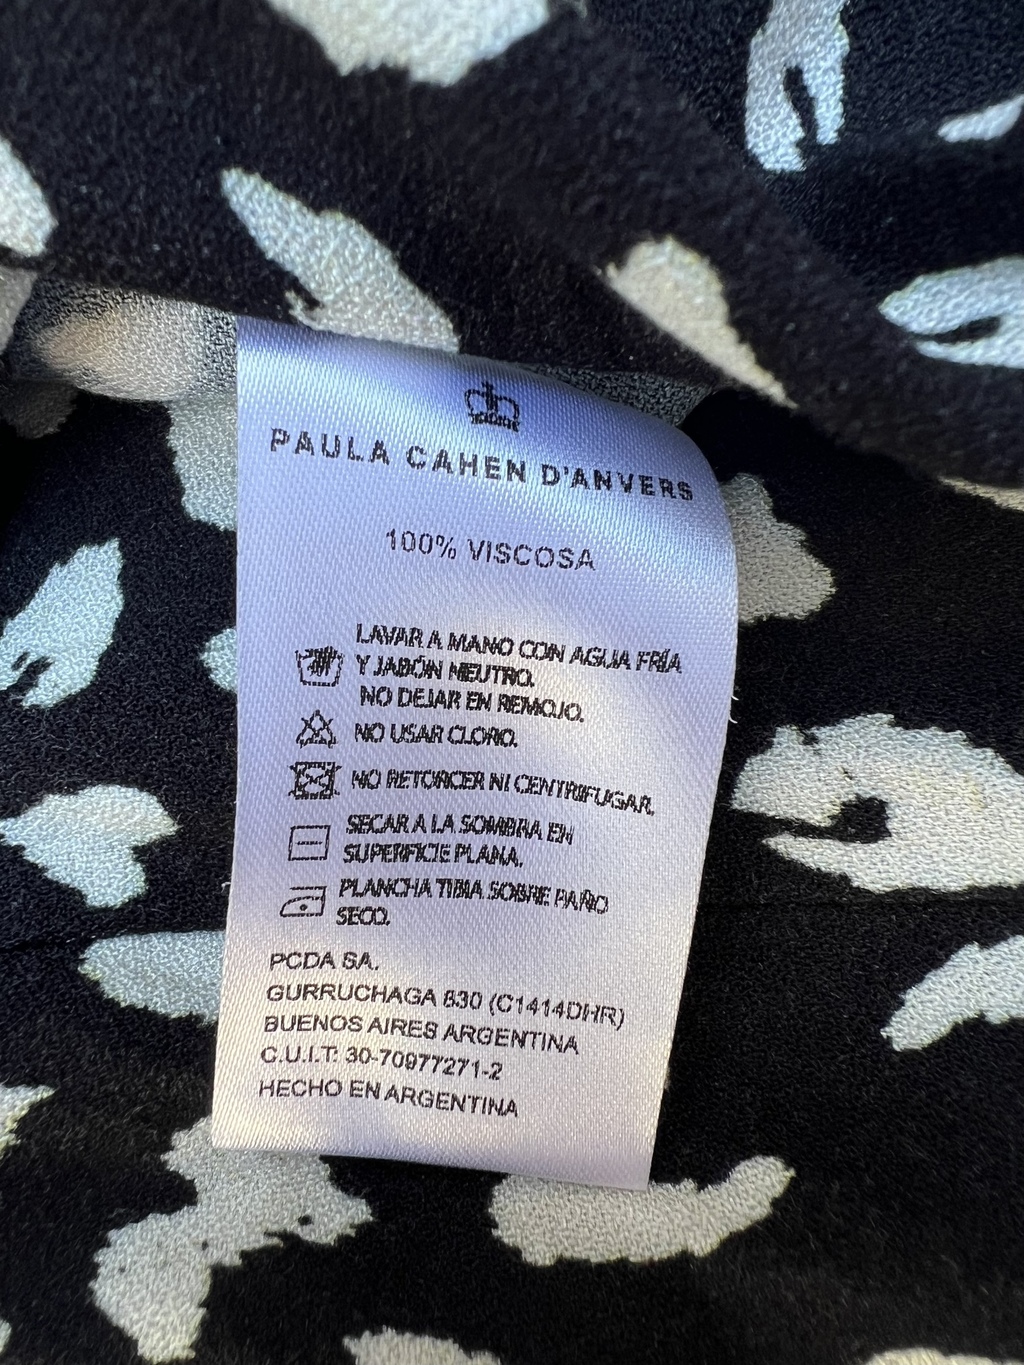 PAULA CAHEN D'ANVERS
100% VISCOSA
LAVAR A MANO CON AGUA FRÍA
Y JABÓN NEUTRO.
NO DEJAR EN REMOJO.
NO USAR CLORO.
NO RETORCER NI CENTRIFUGAR.
SECAR A LA SOMBRA EN
SUPERFICIE PLANA.
PLANCHA TIBIA SOBRE PAÑO
SECO.
PCDA SA.
GURRUCHAGA 830 (C1414DHR)
BUENOS AIRES ARGENTINA
C.U.I.T: 30-70977271-2
HECHO EN ARGENTINA